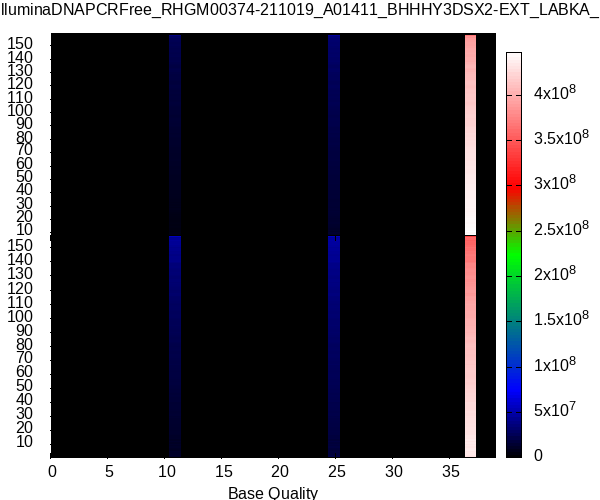 IluminaDNAPCRFree_RHGM00374-211019_A01411_BHHHY3DSX2-EXT_LABKA_
150
140
130
120
110
100
90
80
70
60
50
40
30
20
10
150
140
130
120
110
100
90
80
70
60
50
40
30
20
10
0 5 10 15 20 25 30 35
Base Quality
4x10⁸
3.5x10⁸
3x10⁸
2.5x10⁸
2x10⁸
1.5x10⁸
1x10⁸
5x10⁷
0